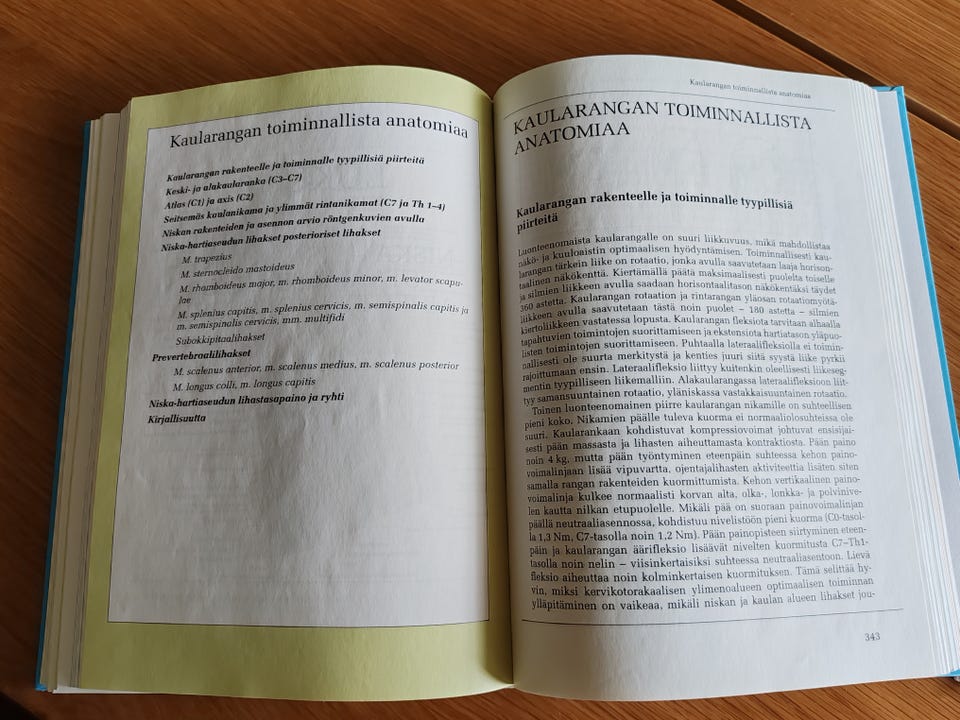 Kaularangan toiminnallista anatomiaa
Kaularangan rakenteelle ja toiminnalle tyypillisiä piirteitä
Keski- ja alakaularanka (C3–C7)
Atlas (C1) ja axis (C2)
Seitsemäs kaulanikama ja ylimmät rintanikamat (C7 ja Th 1–4)
Niskan rakenteiden ja asennon arvio röntgenkuvien avulla
Niska-hartiaseudun lihakset posterioriset lihakset
M. trapezius
M. sternocleido mastoideus
M. rhomboideus major, m. rhomboideus minor, m. levator scapu-
lae
M. splenius capitis, m. splenius cervicis, m. semispinalis capitis ja
m. semispinalis cervicis, mm. multifidi
Subokkipitaalihakset
Prevertebraalilihakset
M. scalenus anterior, m. scalenus medius, m. scalenus posterior
M. longus colli, m. longus capitis
Niska-hartiaseudun lihastasapaino ja ryhti
Kirjallisuutta
Kaularangan toiminnallista anatomiaa
KAULARANGAN TOIMINNALLISTA
ANATOMIAA
Kaularangan rakenteelle ja toiminnalle tyypillisiä
piirteitä
Luonteenomaista kaularangalle on suuri liikkuvuus, mikä mahdollistaa
näkö- ja kuuloaistin optimaalisen hyödyntämisen. Toiminnallisesti kau-
larangan tärkein liike on rotaatio, jonka avulla saavutetaan laaja horison-
taalinen näkökenttä. Kiertämällä päätä maksimaalisesti puolelta toiselle
ja silmien liikkeen avulla saadaan horisontaalitason näkökentäksi täydet
360 astetta. Kaularangan rotaation ja rintarangan yläosan rotaatiomyötä-
liikkeen avulla saavutetaan tästä noin puolet – 180 astetta – silmien
kiertoliikkeen vastatessa lopusta. Kaularangan fleksiota tarvitaan alhaalla
tapahtuvien toimintojen suorittamiseen ja ekstensiota hartiatason yläpuo-
listen toimintojen suorittamiseen. Puhtaalla lateraalifleksiolla ei toimin-
nallisesti ole suurta merkitystä ja kenties juuri siitä syystä liike pyrkii
rajoittumaan ensin. Lateraalifleksio liittyy kuitenkin oleellisesti liikeseg-
mentin tyypilliseen liikemalliin. Alakaularangassa lateraalifleksioon liit-
tyy samansuuntainen rotaatio, yläniskassa vastakkaisuuntainen rotaatio.
Toinen luonteenomainen piirre kaularangan nikamille on suhteellisen
pieni koko. Nikamien päälle tuleva kuorma ei normaaliolosuhteissa ole
suuri. Kaularankaan kohdistuvat kompressiovoimat johtuvat ensisijai-
sesti pään massasta ja lihasten aiheuttamasta kontraktiosta. Pään paino
noin 4 kg, mutta pään työntyminen eteenpäin suhteessa kehon paino-
voimalinjaan lisää vipuvartta, ojentajalihasten aktiviteettia lisäten siten
samalla rangan rakenteiden kuormittumista. Kehon vertikaalinen paino-
voimalinja kulkee normaalisti korvan alta, olka-, lonkka- ja polvinive-
len kautta nilkan etupuolelle. Mikäli pää on suoraan painovoimalinjan
päällä neutraaliasennossa, kohdistuu nivelistöön pieni kuorma (C0-tasol-
la 1,3 Nm, C7-tasolla noin 1,2 Nm). Pään painopisteen siirtyminen eteen-
päin ja kaularangan äärifleksio lisäävät nivelten kuormitusta C7–Th1-
tasolla noin nelin – viisinkertaisiksi suhteessa neutraaliasentoon. Lievä
fleksio aiheuttaa noin kolminkertaisen kuormituksen. Tämä selittää hy-
vin, miksi kervikotorakaalisen ylimenoalueen optimaalisen toiminnan
ylläpitäminen on vaikeaa, mikäli niskan ja kaulan alueen lihakset jou-
343